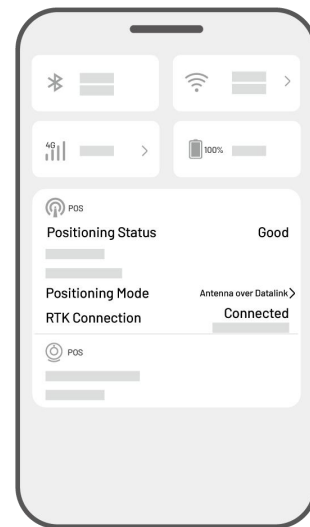 4G
100%
POS
Positioning Status Good
Positioning Mode Antenna over Datalink
RTK Connection Connected
POS